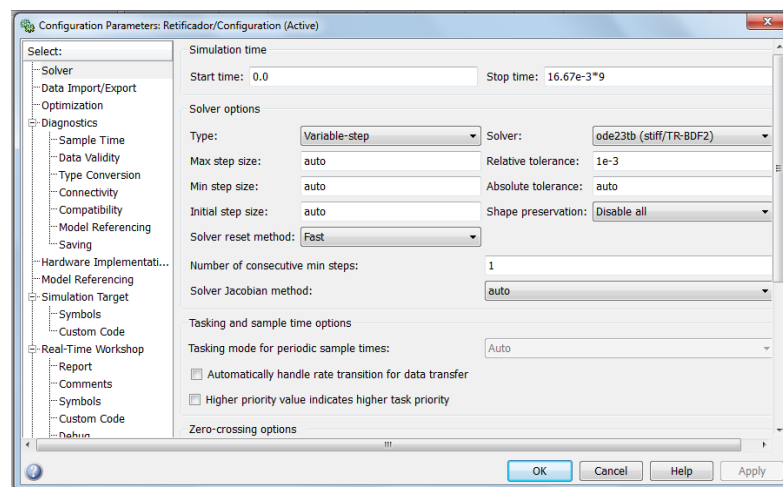 Configuration Parameters: Retificador/Configuration (Active)
Select:
Solver
Data Import/Export
Optimization
Diagnostics
Sample Time
Data Validity
Type Conversion
Connectivity
Compatibility
Model Referencing
Saving
Hardware Implementati...
Model Referencing
Simulation Target
Symbols
Custom Code
Real-Time Workshop
Report
Comments
Symbols
Custom Code
Debug
Simulation time
Start time: 0.0 Stop time: 16.67e-3*9
Solver options
Type: Variable-step Solver: ode23tb (stiff/TR-BDF2)
Max step size: auto Relative tolerance: 1e-3
Min step size: auto Absolute tolerance: auto
Initial step size: auto Shape preservation: Disable all
Solver reset method: Fast
Number of consecutive min steps: 1
Solver Jacobian method: auto
Tasking and sample time options
Tasking mode for periodic sample times: Auto
Automatically handle rate transition for data transfer
Higher priority value indicates higher task priority
Zero-crossing options
OK Cancel Help Apply